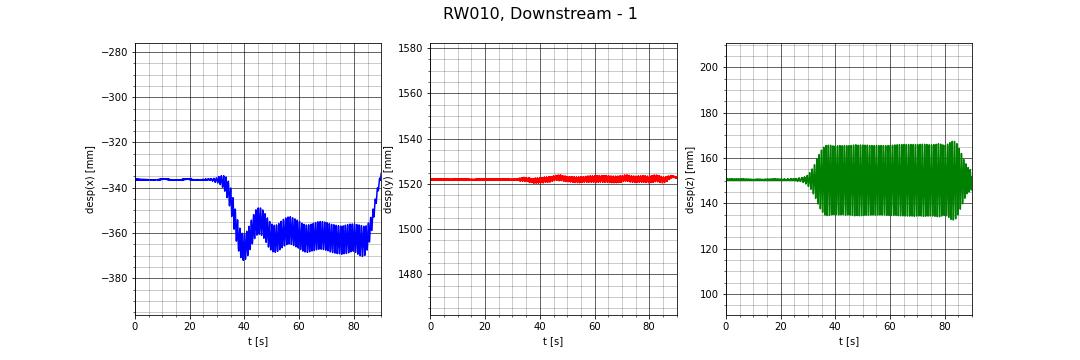 RW010, Downstream - 1
desp(x) [mm]
−280
−300
−320
−340
−360
−380
0 20 40 60 80
t [s]
desp(y) [mm]
1580
1560
1540
1520
1500
1480
0 20 40 60 80
t [s]
desp(z) [mm]
200
180
160
140
120
100
0 20 40 60 80
t [s]